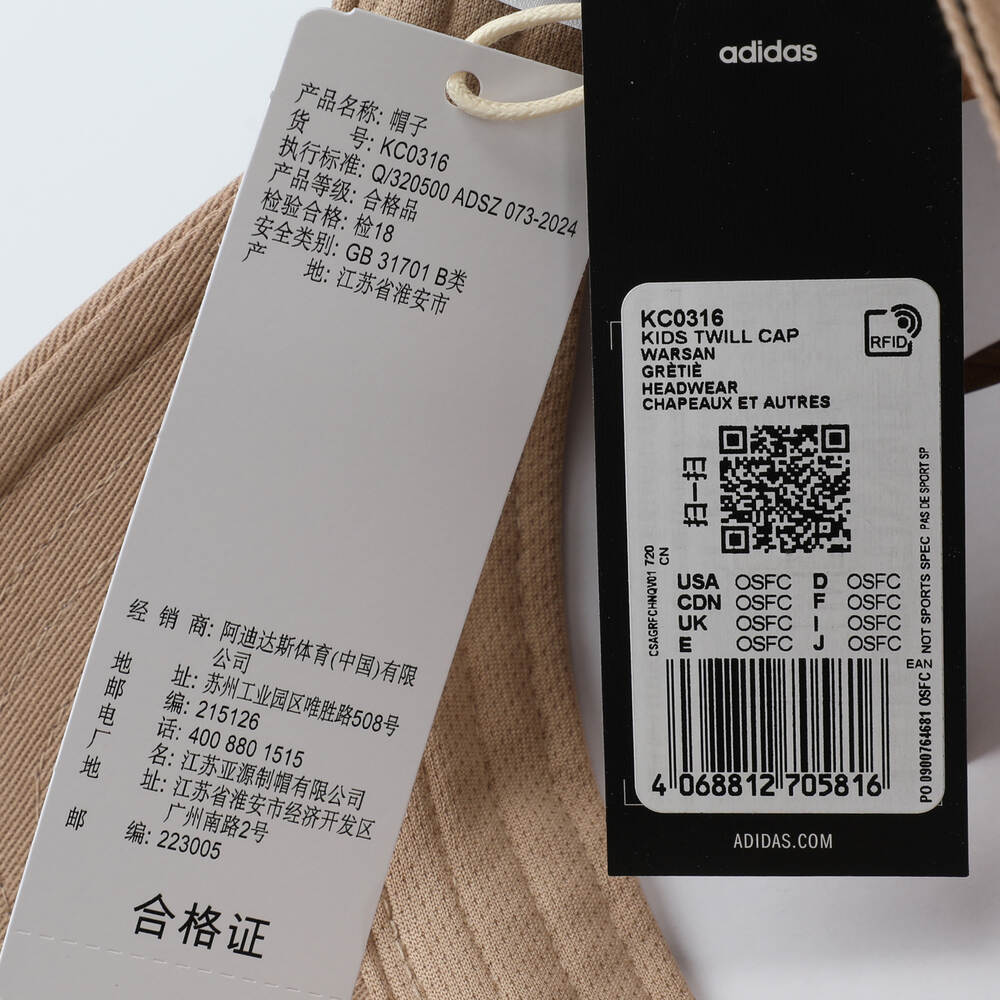 产品名称: 帽子
货 号: KC0316
执行标准: Q/320500 ADSZ 073-2024
产品等级: 合格品
检验合格: 检18
安全类别: GB 31701 B类
产 地: 江苏省淮安市
经 销 商: 阿迪达斯体育(中国)有限
公司
地 址: 苏州工业园区唯胜路508号
邮 编: 215126
电 话: 400 880 1515
厂 名: 江苏亚源制帽有限公司
地 址: 江苏省淮安市经济开发区
广州南路2号
邮 编: 223005
合格证
adidas
KC0316
KIDS TWILL CAP
WARSAN
GRÈTIÈ
HEADWEAR
CHAPEAUX ET AUTRES
RFID
扫一扫
CSAGRFCHNQV01 720
CN
USA OSFC D OSFC
CDN OSFC F OSFC
UK OSFC I OSFC
E OSFC J OSFC
4 068812 705816
PO 0900764681 OSFC EAN NOT SPORTS SPEC PAS DE SPORT SP
ADIDAS.COM